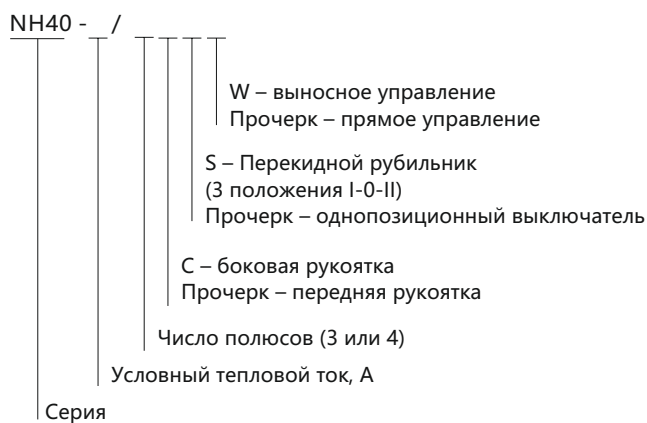 NH40 - /
W – выносное управление
Прочерк – прямое управление
S – Перекидной рубильник
(3 положения I-0-II)
Прочерк – однопозиционный выключатель
C – боковая рукоятка
Прочерк – передняя рукоятка
Число полюсов (3 или 4)
Условный тепловой ток, А
Серия